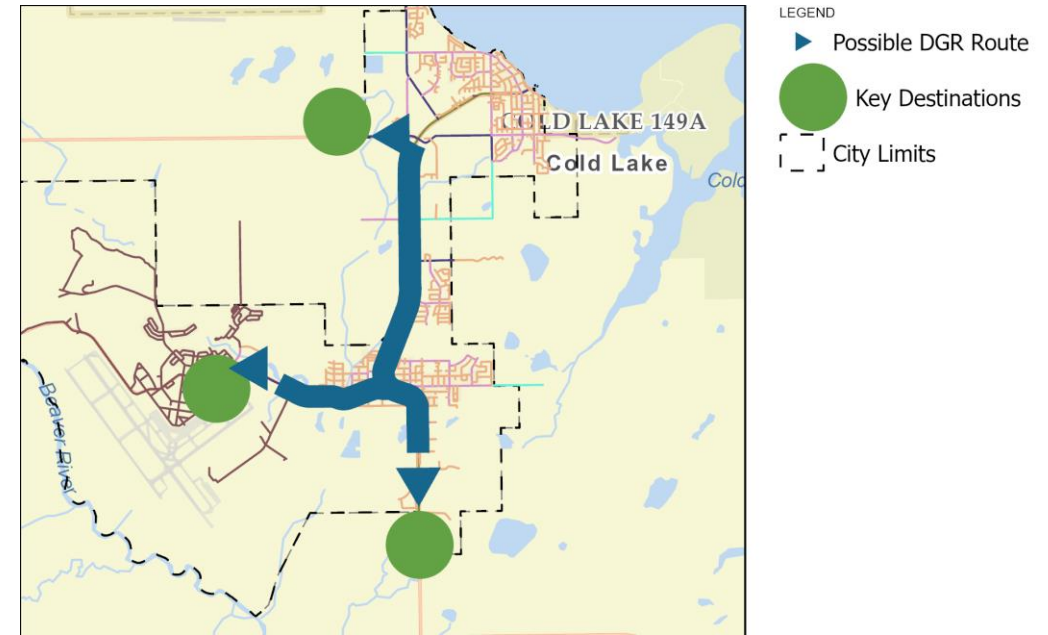 LEGEND
Possible DGR Route
Key Destinations
City Limits
COLD LAKE 149A
Cold Lake
Cold
Beaver River